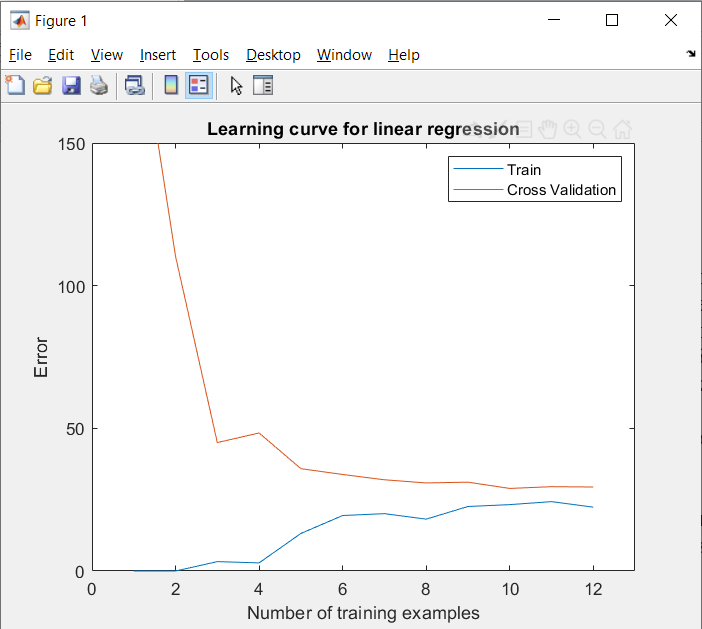 Figure 1
File Edit View Insert Tools Desktop Window Help
Learning curve for linear regression
150
100
50
0
Error
Train
Cross Validation
0 2 4 6 8 10 12
Number of training examples